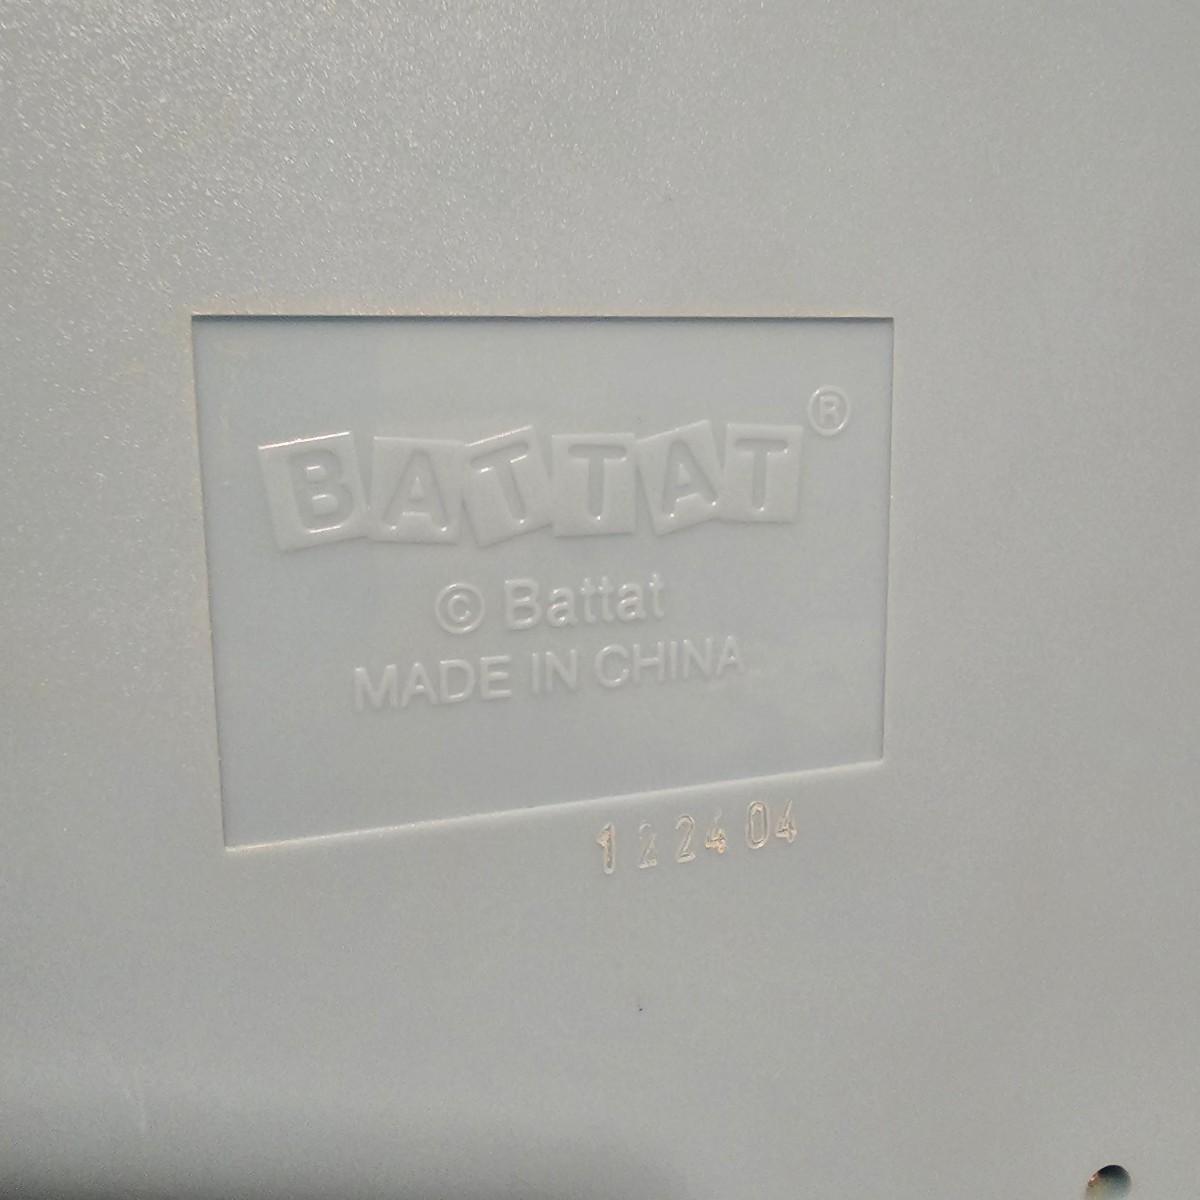 BATTAT®
© Battat
MADE IN CHINA
122404